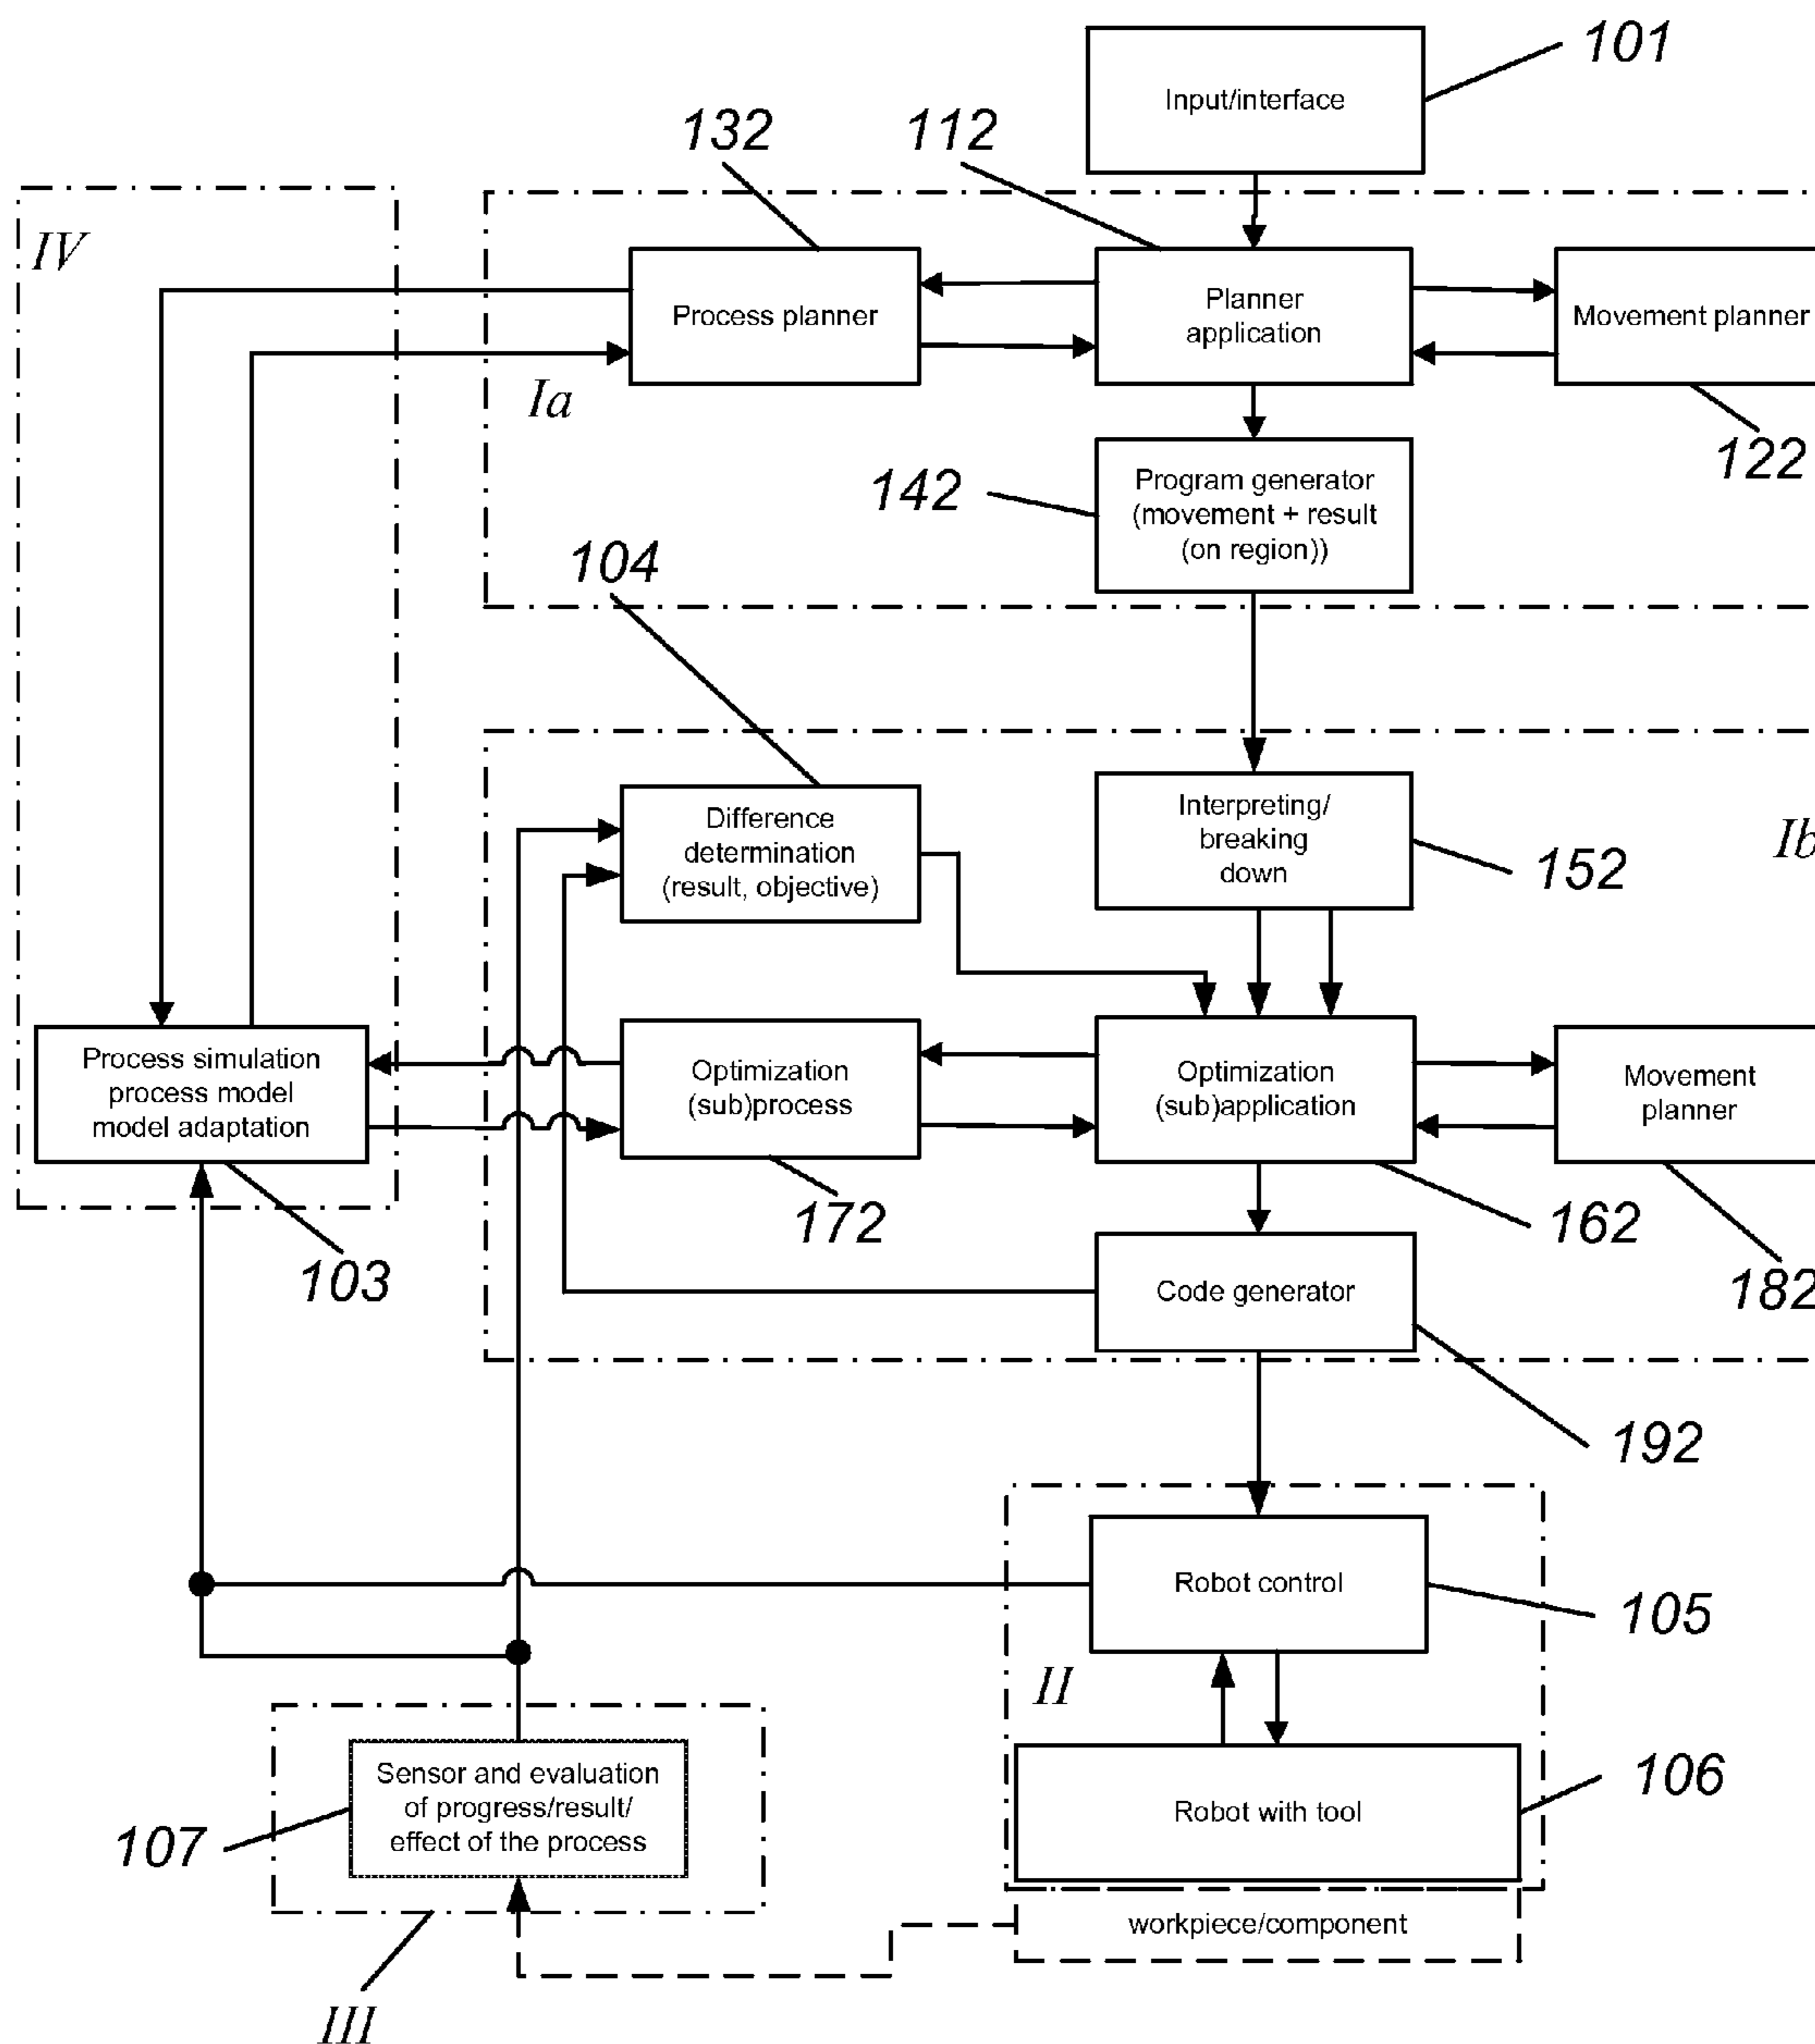 101
Input/interface
132
112
IV
Process planner
Planner
application
Movement planner
Ia
122
142
Program generator
(movement + result
(on region))
104
Difference
determination
(result, objective)
Interpreting/
breaking
down
Ib
152
Process simulation
process model
model adaptation
Optimization
(sub)process
Optimization
(sub)application
Movement
planner
103
172
162
182
Code generator
192
Robot control
105
II
Sensor and evaluation
of progress/result/
effect of the process
107
Robot with tool
106
workpiece/component
III